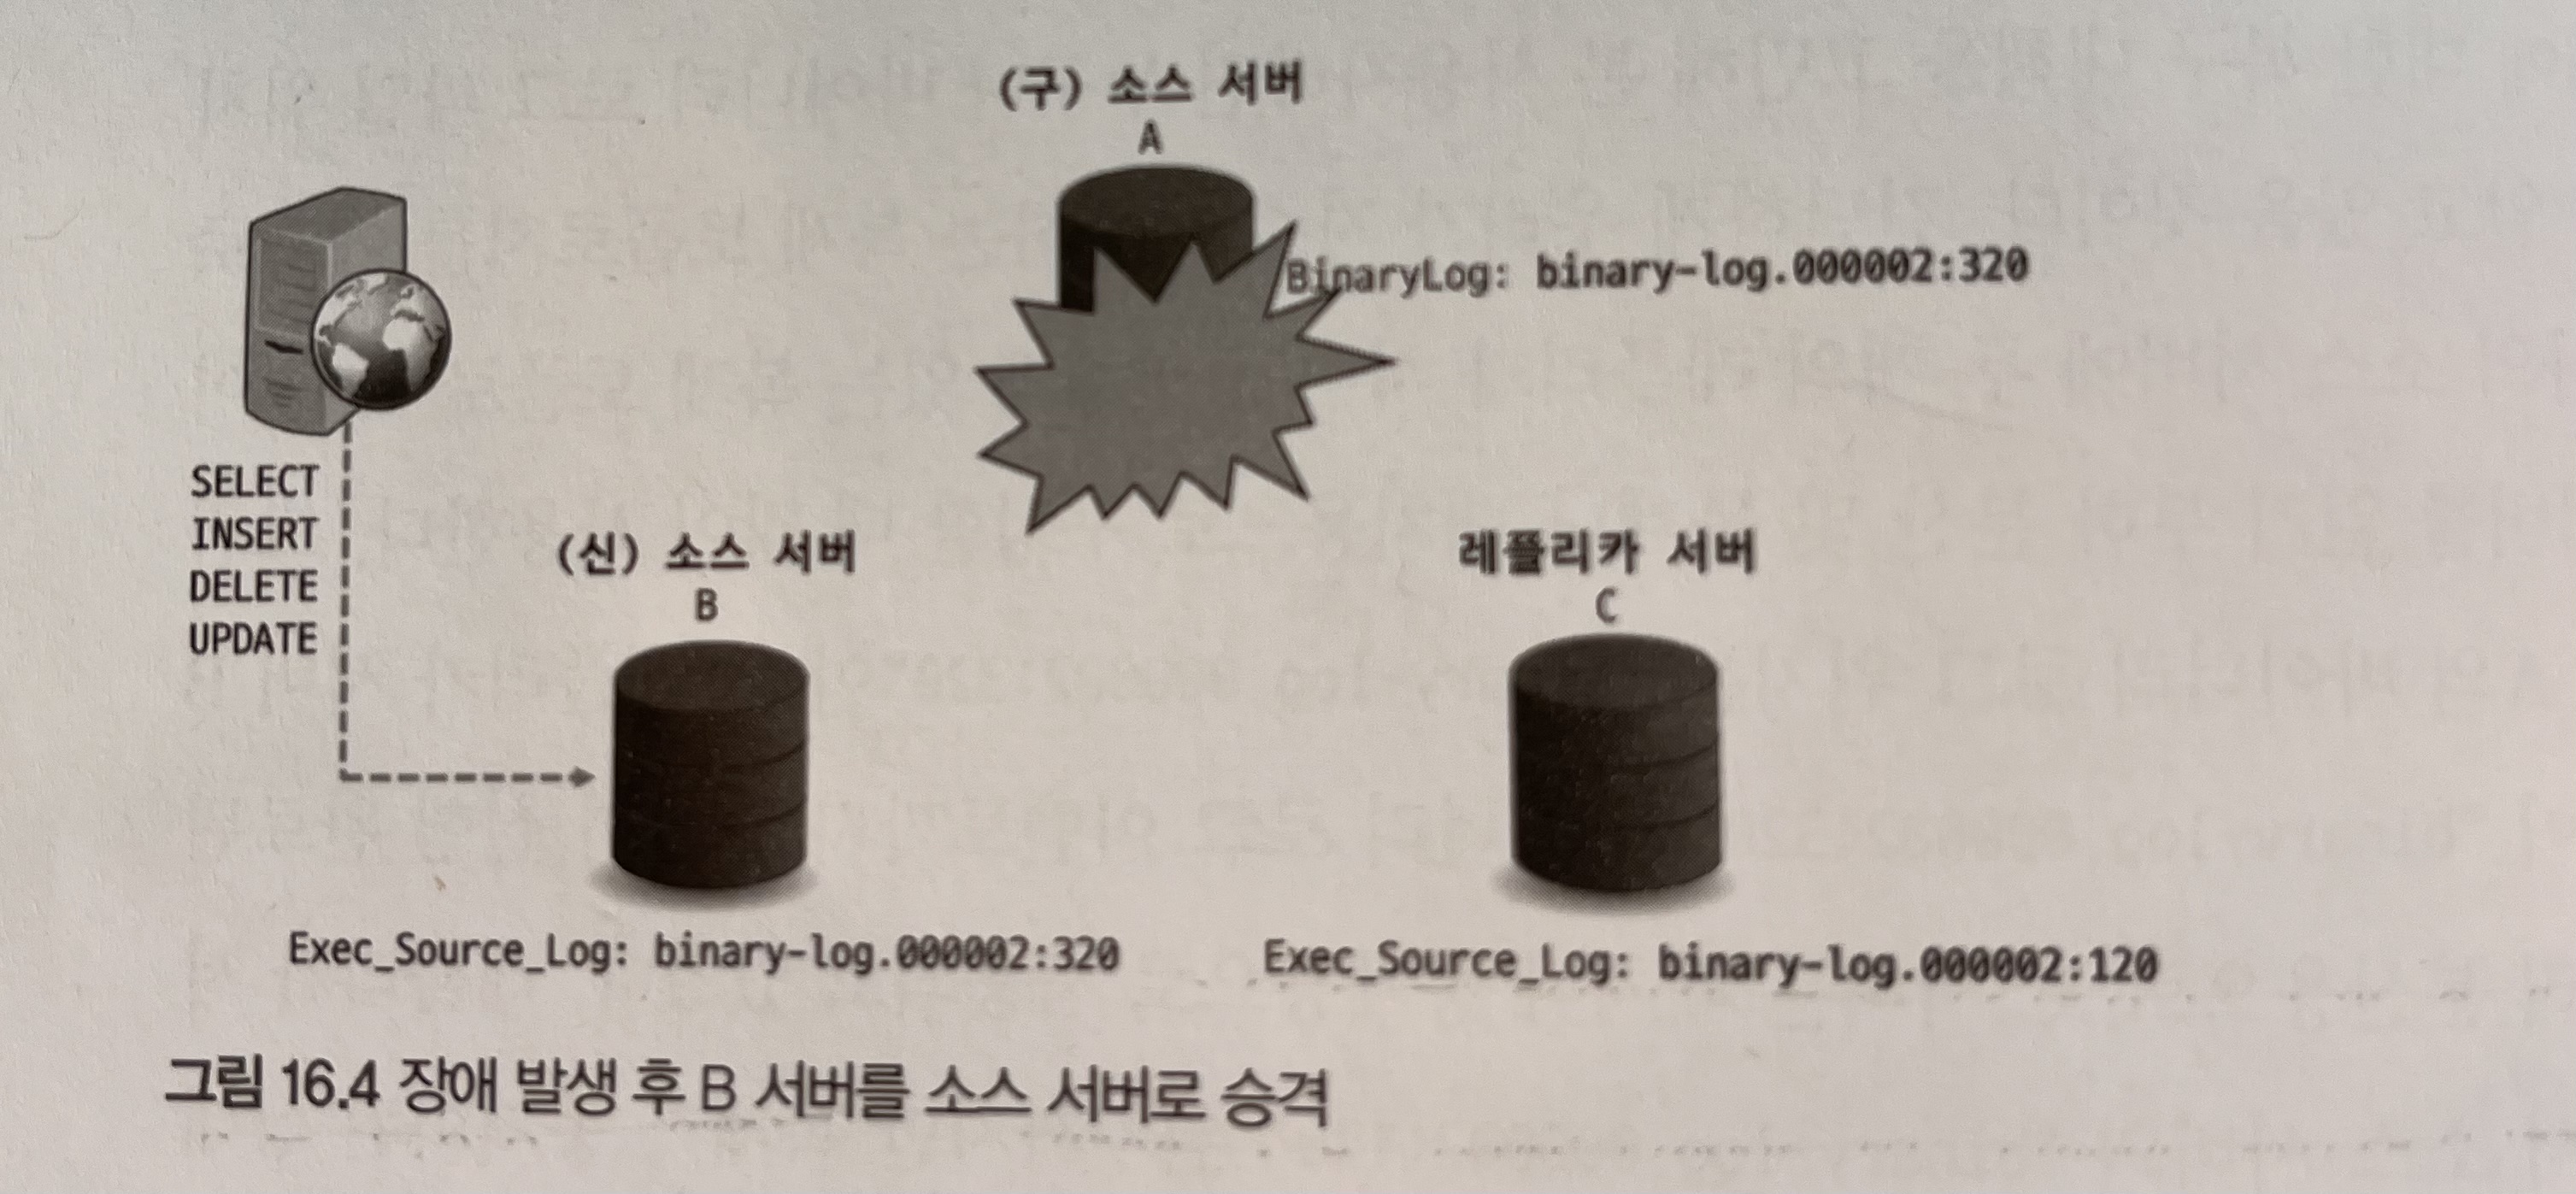 (구) 소스 서버
A
BinaryLog: binary-log.000002:320
SELECT
INSERT
DELETE
UPDATE
(신) 소스 서버
B
레플리카 서버
C
Exec_Source_Log: binary-log.000002:320
Exec_Source_Log: binary-log.000002:120
그림 16.4 장애 발생 후 B 서버를 소스 서버로 승격